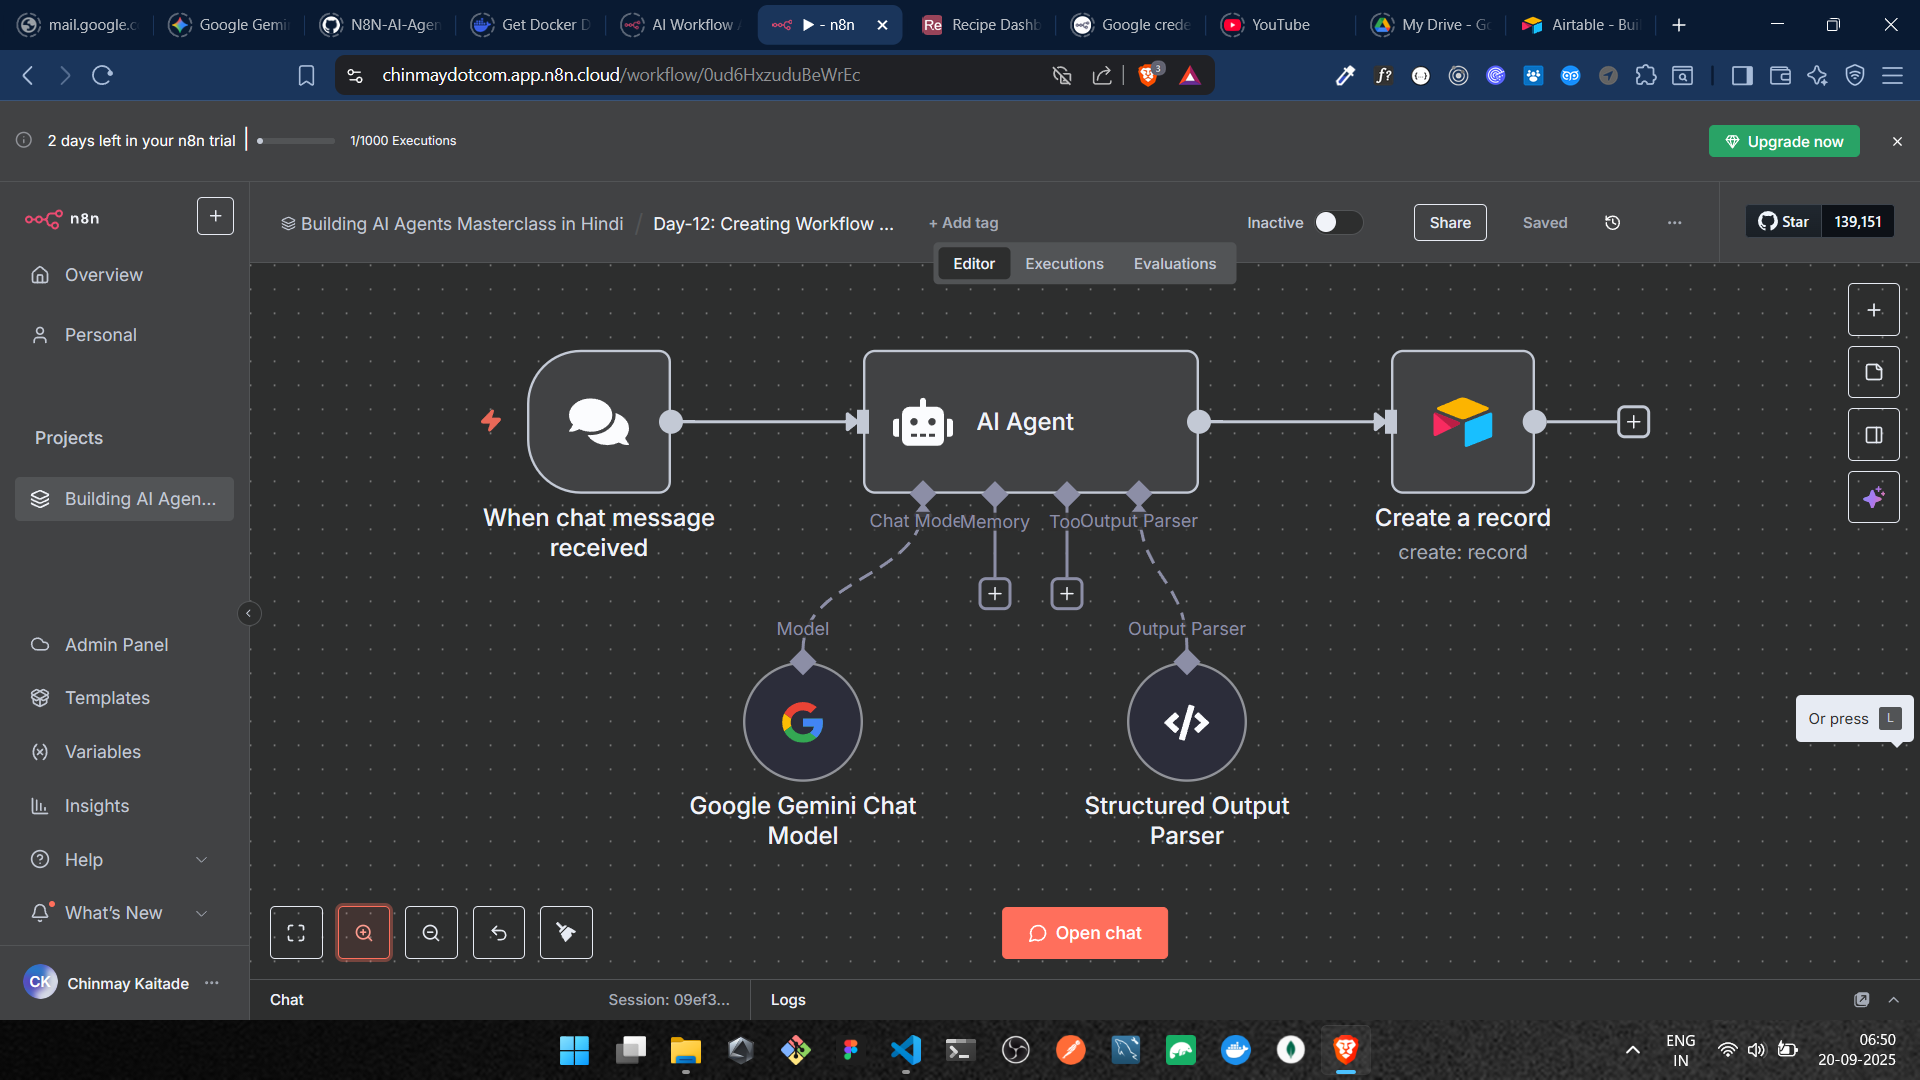 mail.google.c
Google Gemi
N8N-AI-Agen
Get Docker D
AI Workflow A
▶ - n8n
Re
Recipe Dashb
Google crede
YouTube
My Drive - Go
Airtable - Bui
chinmaydotcom.app.n8n.cloud/workflow/0ud6HxzuduBeWrEc
3
f?
2 days left in your n8n trial
1/1000 Executions
Upgrade now
n8n
Building AI Agents Masterclass in Hindi / Day-12: Creating Workflow ...
+ Add tag
Inactive
Share
Saved
Star
139,151
Editor
Executions
Evaluations
Overview
Personal
Projects
Building AI Agen...
Admin Panel
Templates
Variables
Insights
Help
What's New
CK
Chinmay Kaitade
When chat message
received
AI Agent
Chat Mode
Memory
Too
Output Parser
Create a record
create: record
Model
Output Parser
Google Gemini Chat
Model
Structured Output
Parser
Or press L
Open chat
Chat
Session: 09ef3...
Logs
ENG
IN
06:50
20-09-2025